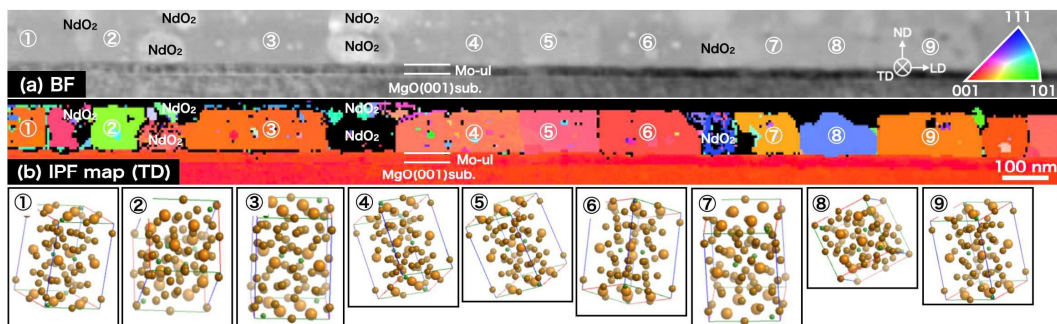 NdO₂
NdO₂
① ② ③ ④ ⑤ ⑥ ⑦ ⑧ ⑨
NdO₂
NdO₂
NdO₂
ND
TD
LD
111
001
101
Mo-ul
(a) BF
MgO(001)sub.
NdO₂
NdO₂
① ② ③ ④ ⑤ ⑥ ⑦ ⑧ ⑨
NdO₂
NdO₂
NdO₂
Mo-ul
(b) IPF map (TD)
MgO(001)sub.
100 nm
① ② ③ ④ ⑤ ⑥ ⑦ ⑧ ⑨